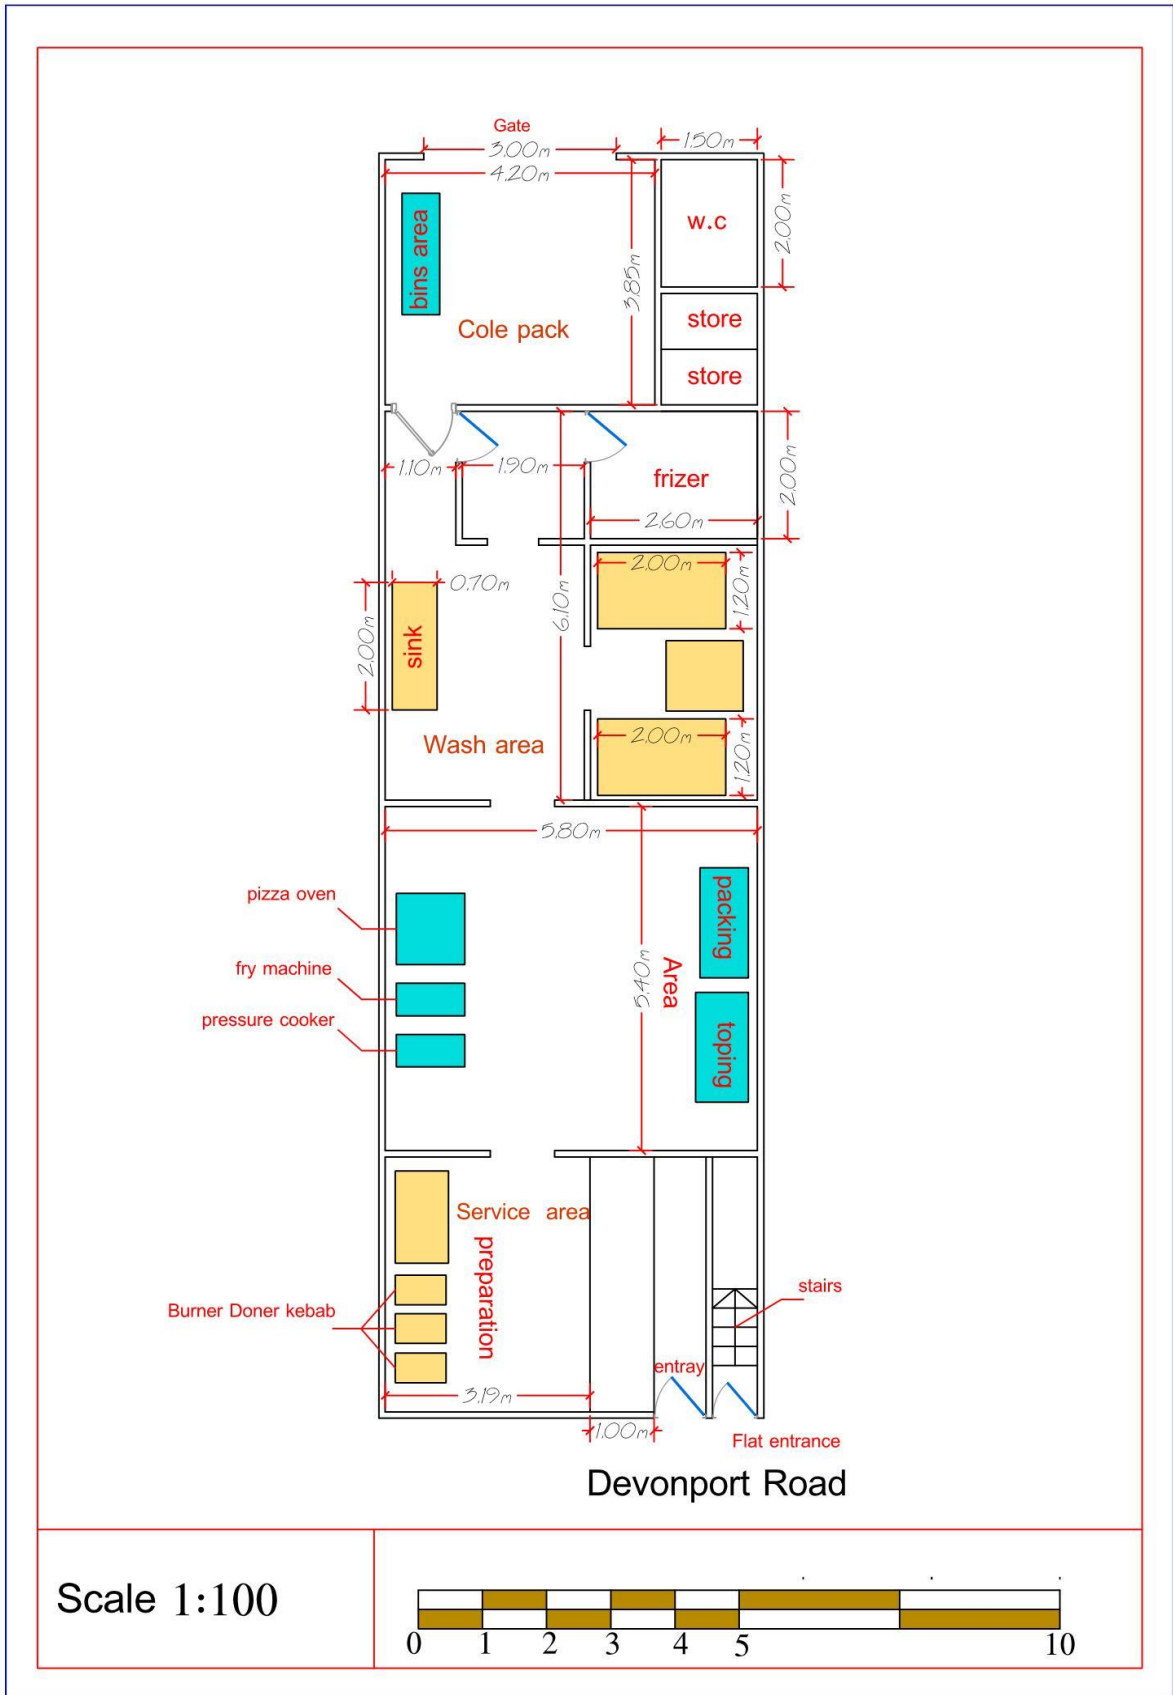 Gate
3.00m
1.50m
4.20m
bins area
3.85m
w.c
2.00m
Cole pack
store
store
1.10m
1.90m
frizer
2.00m
2.60m
0.70m
2.00m
1.20m
6.10m
2.00m
sink
Wash area
2.00m
1.20m
5.80m
pizza oven
packing
fry machine
5.40m
Area
pressure cooker
toping
Service area
preparation
stairs
Burner Doner kebab
entray
3.19m
1.00m
Flat entrance
Devonport Road
Scale 1:100
0 1 2 3 4 5 10